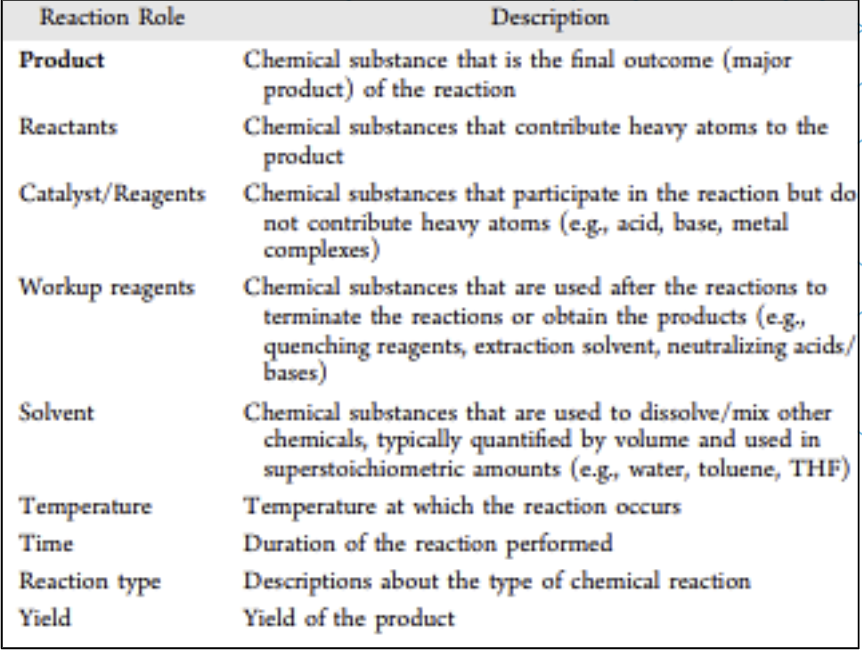 Reaction Role Description
Product Chemical substance that is the final outcome (major
product) of the reaction
Reactants Chemical substances that contribute heavy atoms to the
product
Catalyst/Reagents Chemical substances that participate in the reaction but do
not contribute heavy atoms (e.g., acid, base, metal
complexes)
Workup reagents Chemical substances that are used after the reactions to
terminate the reactions or obtain the products (e.g.,
quenching reagents, extraction solvent, neutralizing acids/
bases)
Solvent Chemical substances that are used to dissolve/mix other
chemicals, typically quantified by volume and used in
superstoichiometric amounts (e.g., water, toluene, THF)
Temperature Temperature at which the reaction occurs
Time Duration of the reaction performed
Reaction type Descriptions about the type of chemical reaction
Yield Yield of the product